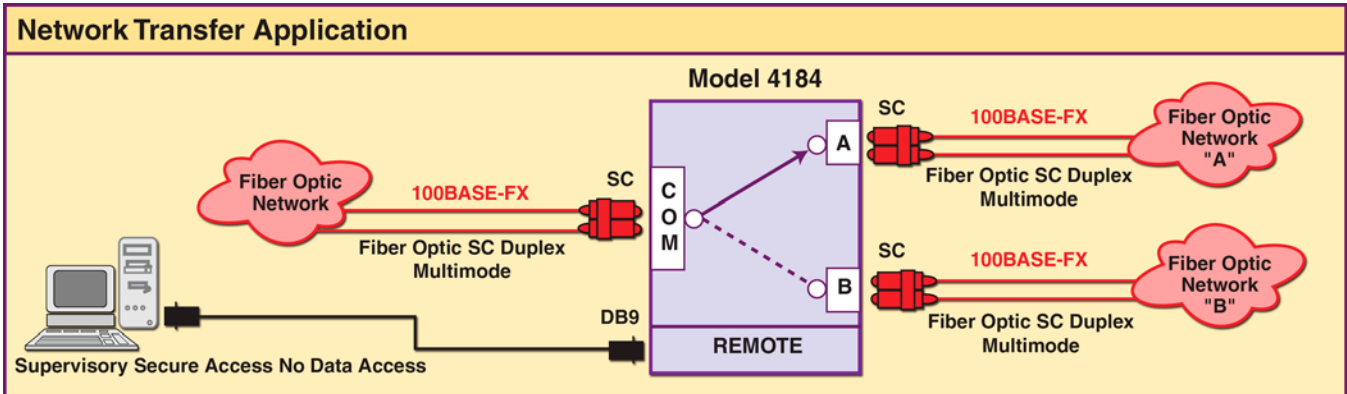 Network Transfer Application
Model 4184
Fiber Optic
Network
100BASE-FX
Fiber Optic SC Duplex
Multimode
SC
C
O
M
A
B
SC
100BASE-FX
Fiber Optic SC Duplex
Multimode
Fiber Optic
Network
"A"
SC
100BASE-FX
Fiber Optic SC Duplex
Multimode
Fiber Optic
Network
"B"
DB9
REMOTE
Supervisory Secure Access No Data Access